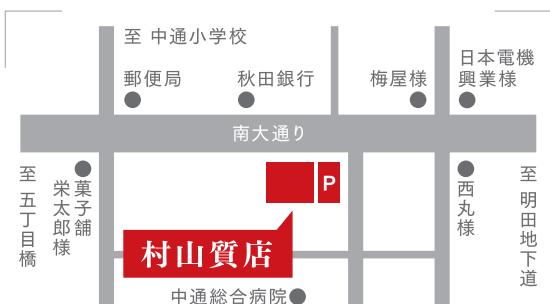 至 中通小学校
郵便局
秋田銀行
梅屋様
日本電機
興業様
南大通り
P
至 五丁目橋
菓子舗
栄太郎様
西丸様
至 明田地下道
村山質店
中通総合病院